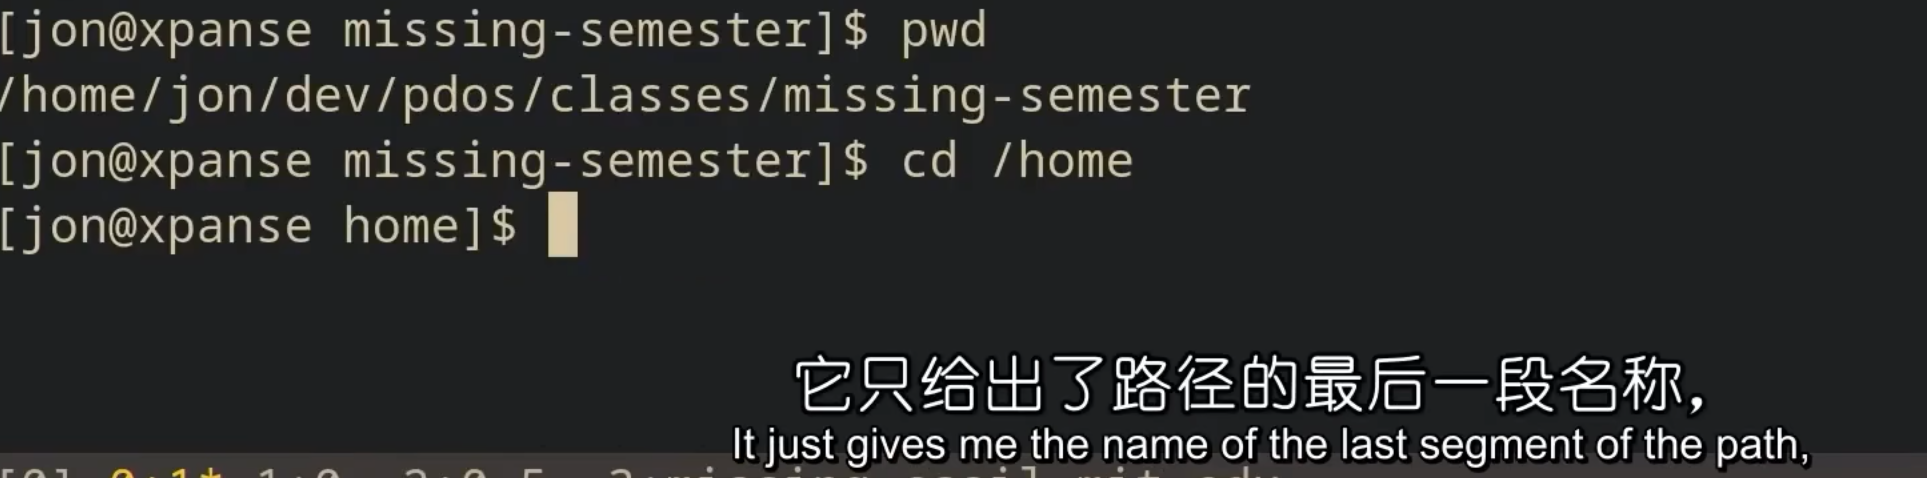 [jon@xpanse missing-semester]$ pwd
/home/jon/dev/pdos/classes/missing-semester
[jon@xpanse missing-semester]$ cd /home
[jon@xpanse home]$
它只给出了路径的最后一段名称，
It just gives me the name of the last segment of the path,